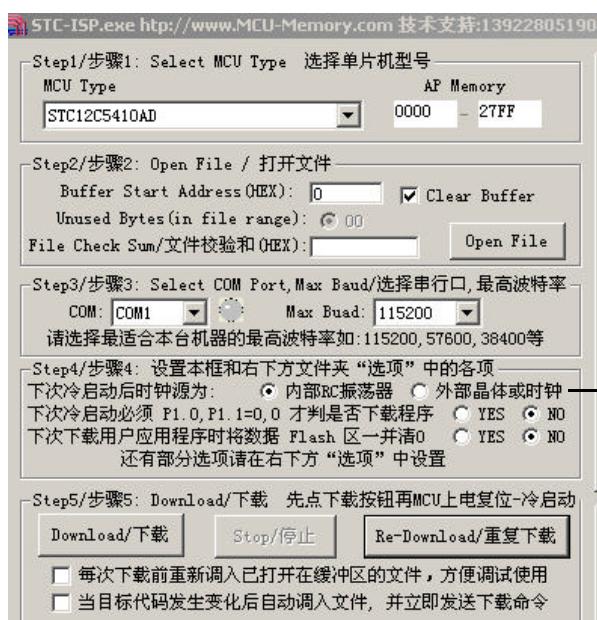 STC-ISP.exe htp://www.MCU-Memory.com 技术支持:13922805190
Step1/步骤1: Select MCU Type 选择单片机型号
MCU Type AP Memory
STC12C5410AD 0000 - 27FF
Step2/步骤2: Open File / 打开文件
Buffer Start Address(HEX): 0 Clear Buffer
Unused Bytes(in file range): 00
File Check Sum/文件校验和(HEX): Open File
Step3/步骤3: Select COM Port,Max Baud/选择串行口,最高波特率
COM: COM1 Max Buad: 115200
请选择最适合本台机器的最高波特率如:115200,57600,38400等
Step4/步骤4: 设置本框和右下方文件夹“选项”中的各项
下次冷启动后时钟源为: 内部RC振荡器 外部晶体或时钟
下次冷启动必须 P1.0,P1.1=0,0 才判是否下载程序 YES NO
下次下载用户应用程序时将数据 Flash 区一并清0 YES NO
还有部分选项请在右下方“选项”中设置
Step5/步骤5: Download/下载 先点下载按钮再MCU上电复位-冷启动
Download/下载 Stop/停止 Re-Download/重复下载
每次下载前重新调入已打开在缓冲区的文件，方便调试使用
当目标代码发生变化后自动调入文件, 并立即发送下载命令